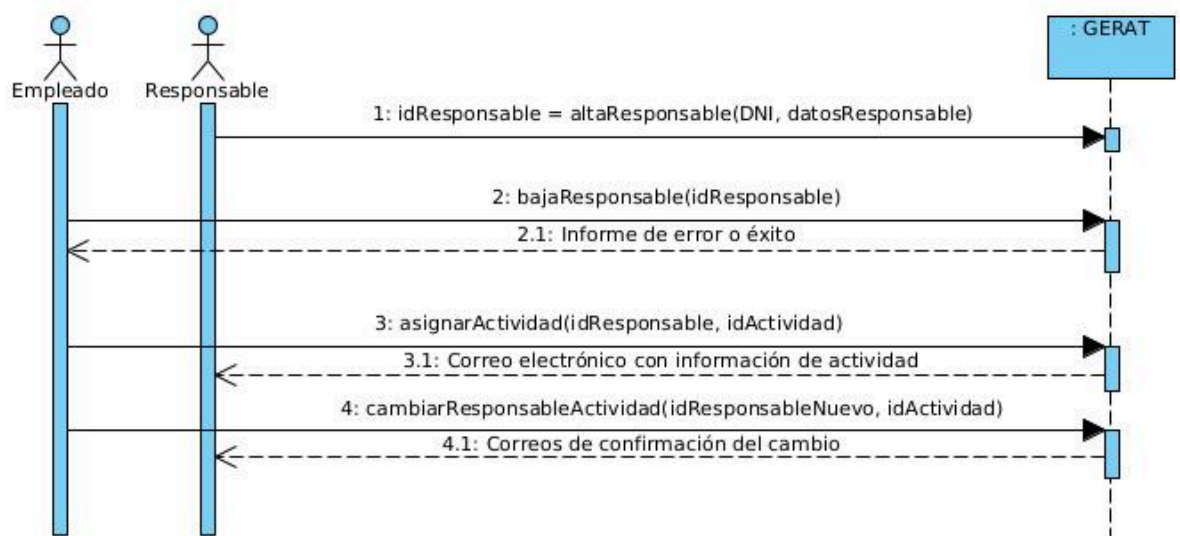 : GERAT
Empleado
Responsable
1: idResponsable = altaResponsable(DNI, datosResponsable)
2: bajaResponsable(idResponsable)
2.1: Informe de error o éxito
3: asignarActividad(idResponsable, idActividad)
3.1: Correo electrónico con información de actividad
4: cambiarResponsableActividad(idResponsableNuevo, idActividad)
4.1: Correos de confirmación del cambio